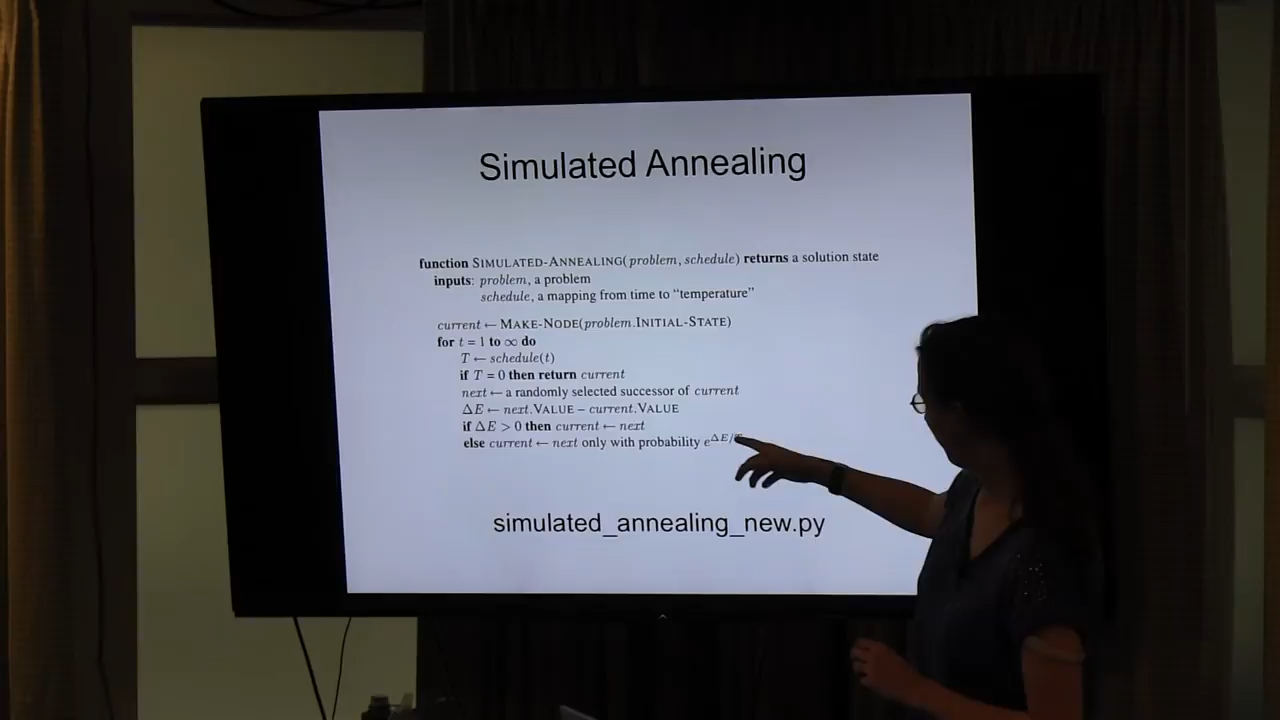 Simulated Annealing
function SIMULATED-ANNEALING(problem, schedule) returns a solution state
inputs: problem, a problem
schedule, a mapping from time to “temperature”
current ← MAKE-NODE(problem.INITIAL-STATE)
for t = 1 to ∞ do
T ← schedule(t)
if T = 0 then return current
next ← a randomly selected successor of current
ΔE ← next.VALUE − current.VALUE
if ΔE > 0 then current ← next
else current ← next only with probability e^ΔE/
simulated_annealing_new.py